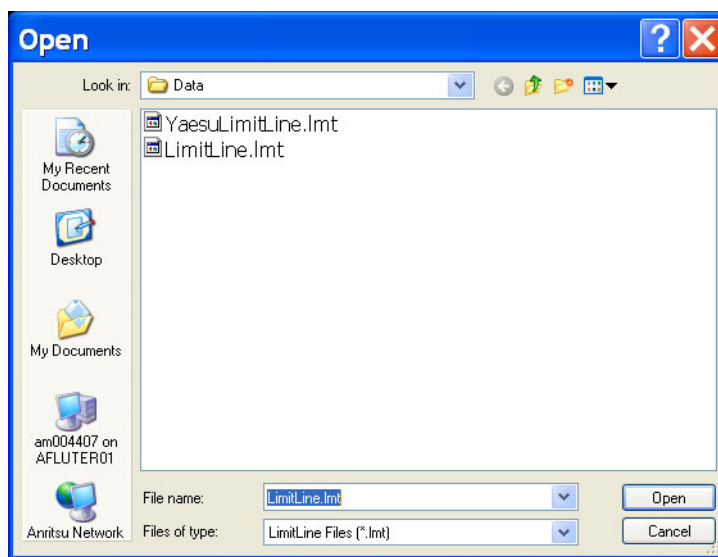 Open
Look in:
Data
YaesuLimitLine.lmt
LimitLine.lmt
My Recent
Documents
Desktop
My Documents
am004407 on
AFLUTER01
Anritsu Network
File name:
LimitLine.lmt
Open
Files of type:
LimitLine Files (*.lmt)
Cancel